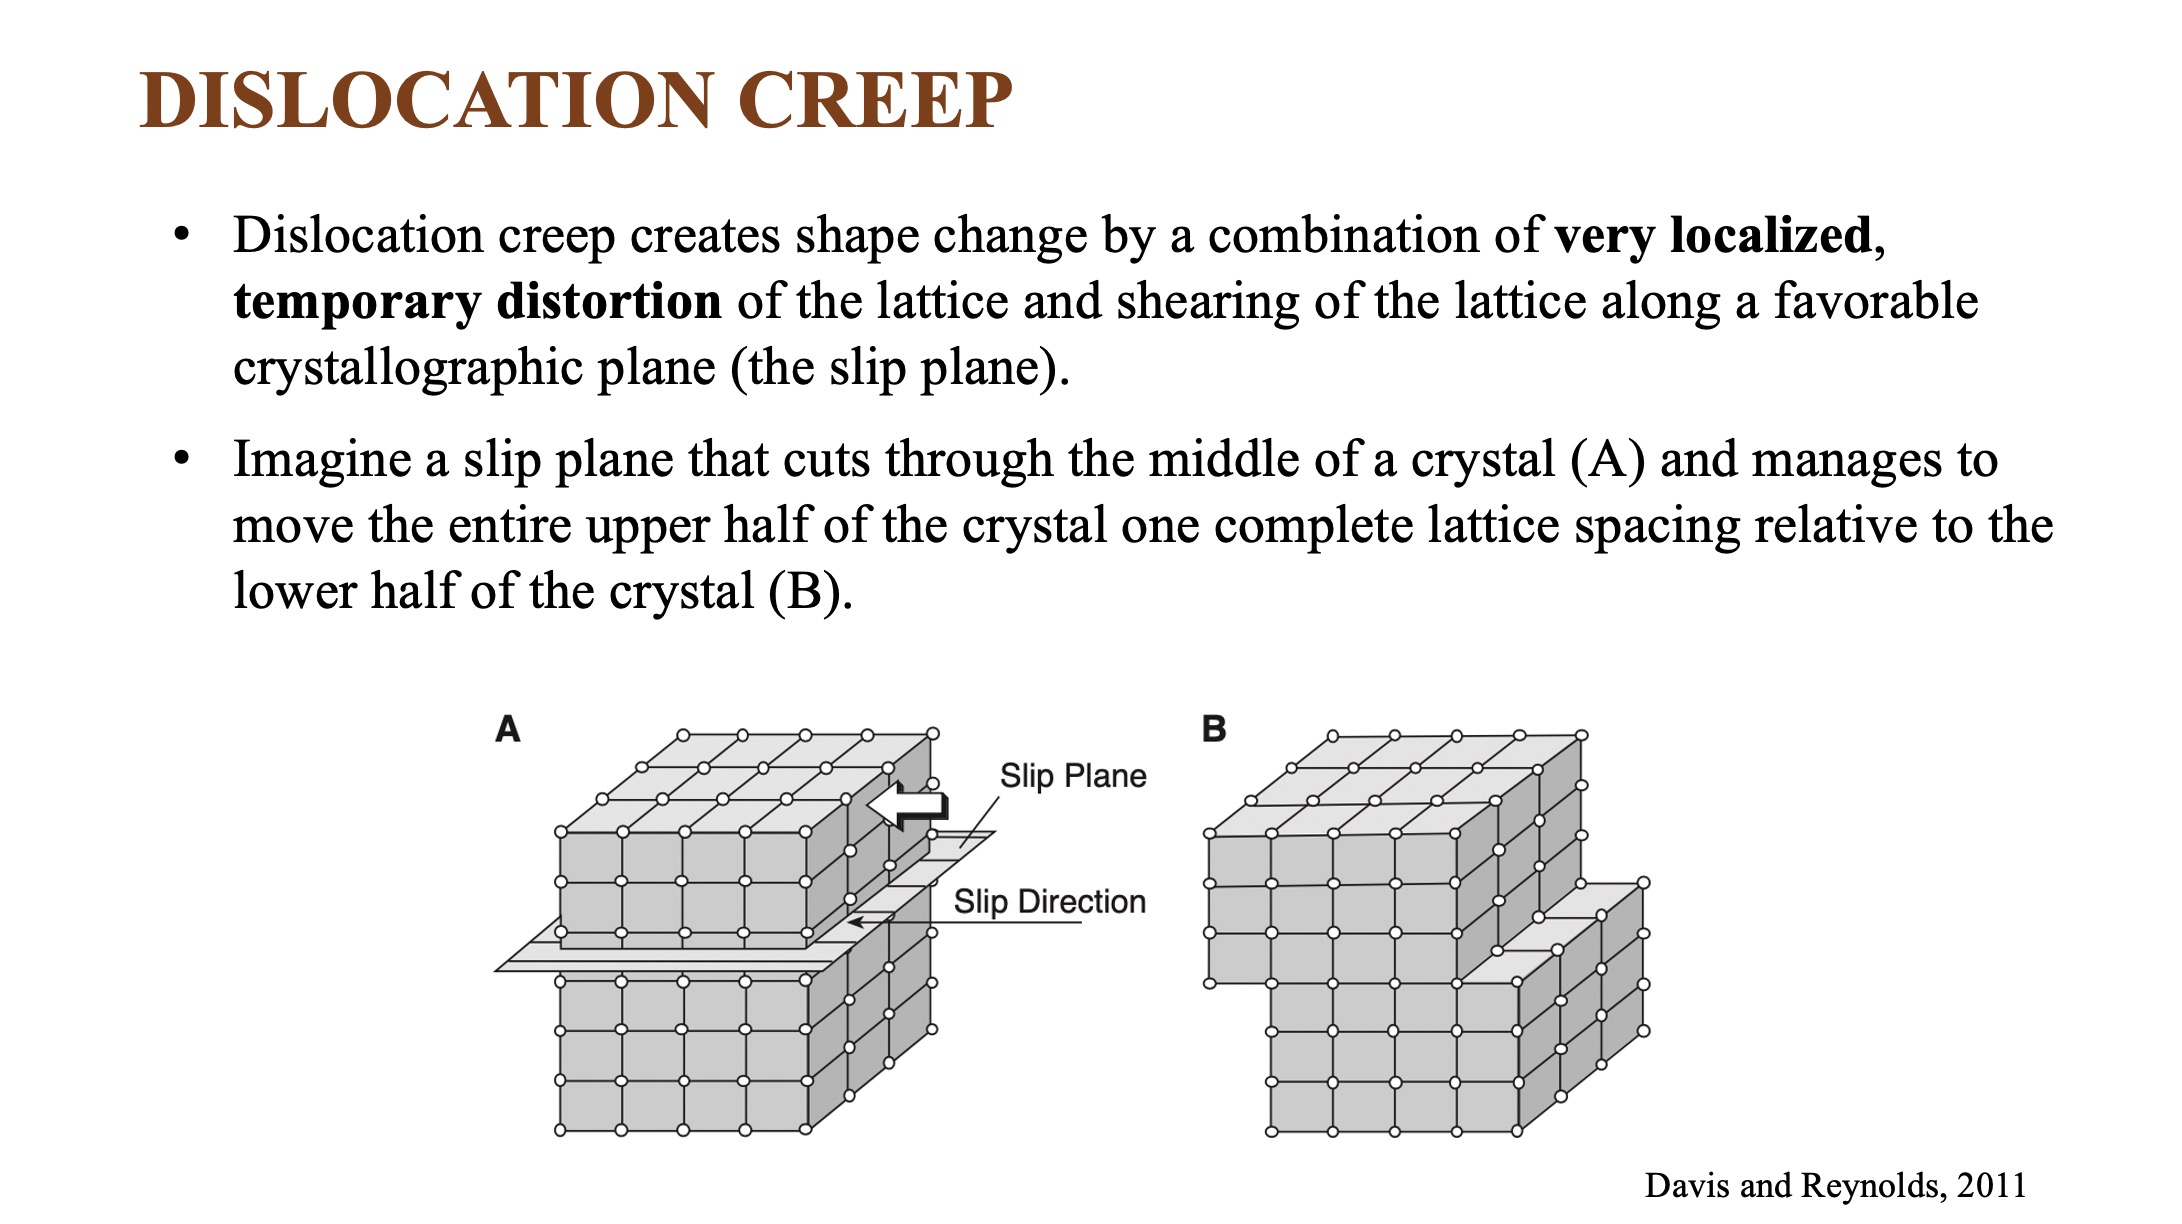 DISLOCATION CREEP
• Dislocation creep creates shape change by a combination of very localized,
temporary distortion of the lattice and shearing of the lattice along a favorable
crystallographic plane (the slip plane).
• Imagine a slip plane that cuts through the middle of a crystal (A) and manages to
move the entire upper half of the crystal one complete lattice spacing relative to the
lower half of the crystal (B).
A
Slip Plane
Slip Direction
B
Davis and Reynolds, 2011